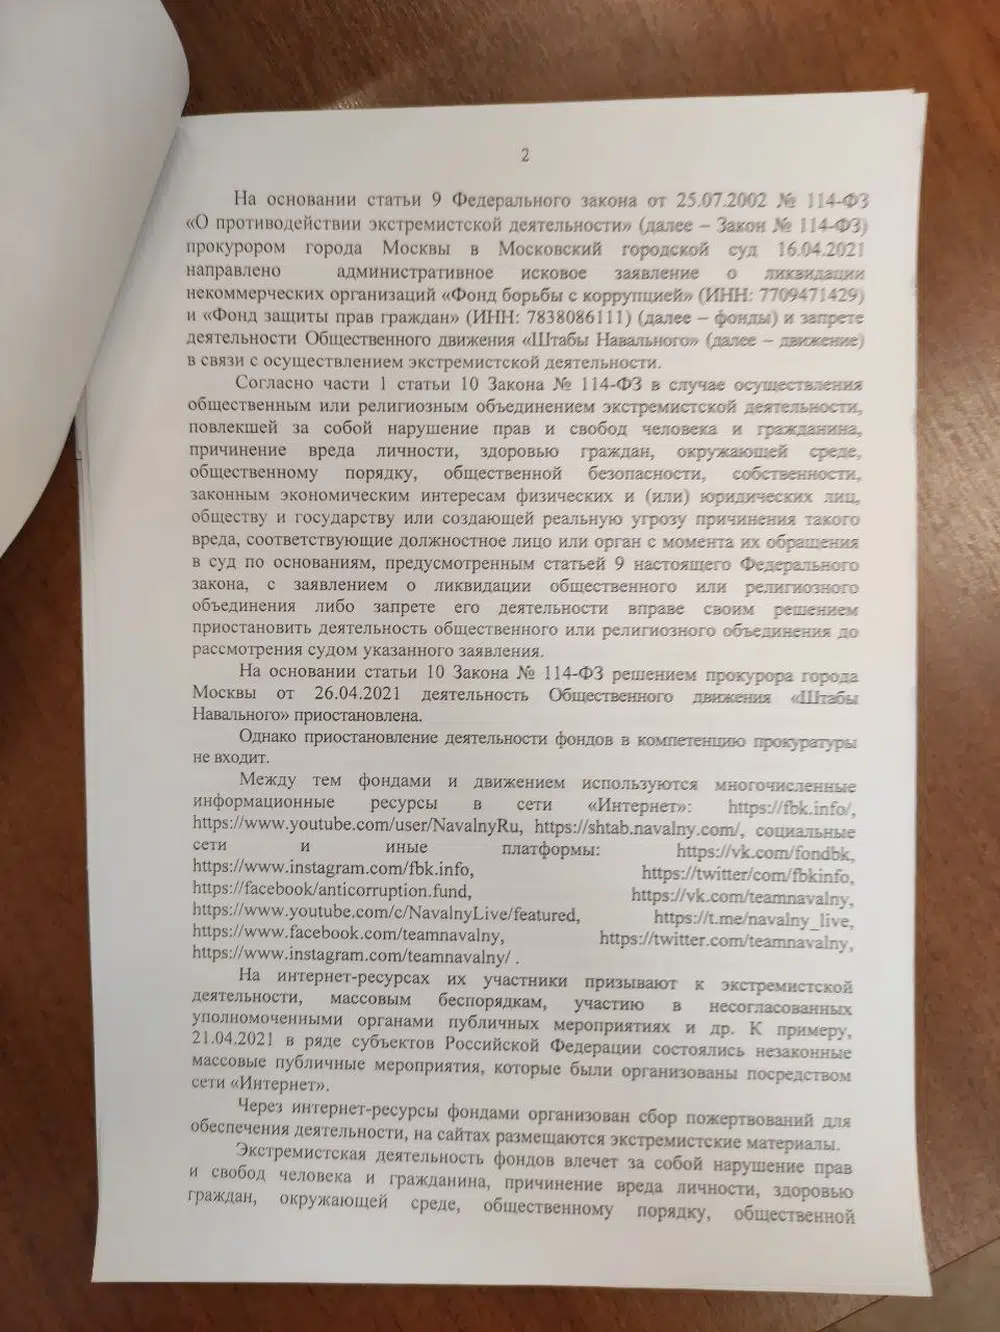 2
На основании статьи 9 Федерального закона от 25.07.2002 № 114-ФЗ
«О противодействии экстремистской деятельности» (далее – Закон № 114-ФЗ)
прокурором города Москвы в Московский городской суд 16.04.2021
направлено административное исковое заявление о ликвидации
некоммерческих организаций «Фонд борьбы с коррупцией» (ИНН: 7709471429)
и «Фонд защиты прав граждан» (ИНН: 7838086111) (далее – фонды) и запрете
деятельности Общественного движения «Штабы Навального» (далее – движение)
в связи с осуществлением экстремистской деятельности.
Согласно части 1 статьи 10 Закона № 114-ФЗ в случае осуществления
общественным или религиозным объединением экстремистской деятельности,
повлекшей за собой нарушение прав и свобод человека и гражданина,
причинение вреда личности, здоровью граждан, окружающей среде,
общественному порядку, общественной безопасности, собственности,
законным экономическим интересам физических и (или) юридических лиц,
обществу и государству или создающей реальную угрозу причинения такого
вреда, соответствующие должностное лицо или орган с момента их обращения
в суд по основаниям, предусмотренным статьей 9 настоящего Федерального
закона, с заявлением о ликвидации общественного или религиозного
объединения либо запрете его деятельности вправе своим решением
приостановить деятельность общественного или религиозного объединения до
рассмотрения судом указанного заявления.
На основании статьи 10 Закона № 114-ФЗ решением прокурора города
Москвы от 26.04.2021 деятельность Общественного движения «Штабы
Навального» приостановлена.
Однако приостановление деятельности фондов в компетенцию прокуратуры
не входит.
Между тем фондами и движением используются многочисленные
информационные ресурсы в сети «Интернет»: https://fbk.info/,
https://www.youtube.com/user/NavalnyRu, https://shtab.navalny.com/, социальные
сети и иные платформы: https://vk.com/fondbk,
https://www.instagram.com/fbk.info, https://twitter/com/fbkinfo,
https://facebook/anticorruption.fund, https://vk.com/teamnavalny,
https://www.youtube.com/c/NavalnyLive/featured, https://t.me/navalny_live,
https://www.facebook.com/teamnavalny, https://twitter.com/teamnavalny,
https://www.instagram.com/teamnavalny/ .
На интернет-ресурсах их участники призывают к экстремистской
деятельности, массовым беспорядкам, участию в несогласованных
уполномоченными органами публичных мероприятиях и др. К примеру,
21.04.2021 в ряде субъектов Российской Федерации состоялись незаконные
массовые публичные мероприятия, которые были организованы посредством
сети «Интернет».
Через интернет-ресурсы фондами организован сбор пожертвований для
обеспечения деятельности, на сайтах размещаются экстремистские материалы.
Экстремистская деятельность фондов влечет за собой нарушение прав
и свобод человека и гражданина, причинение вреда личности, здоровью
граждан, окружающей среде, общественному порядку, общественной